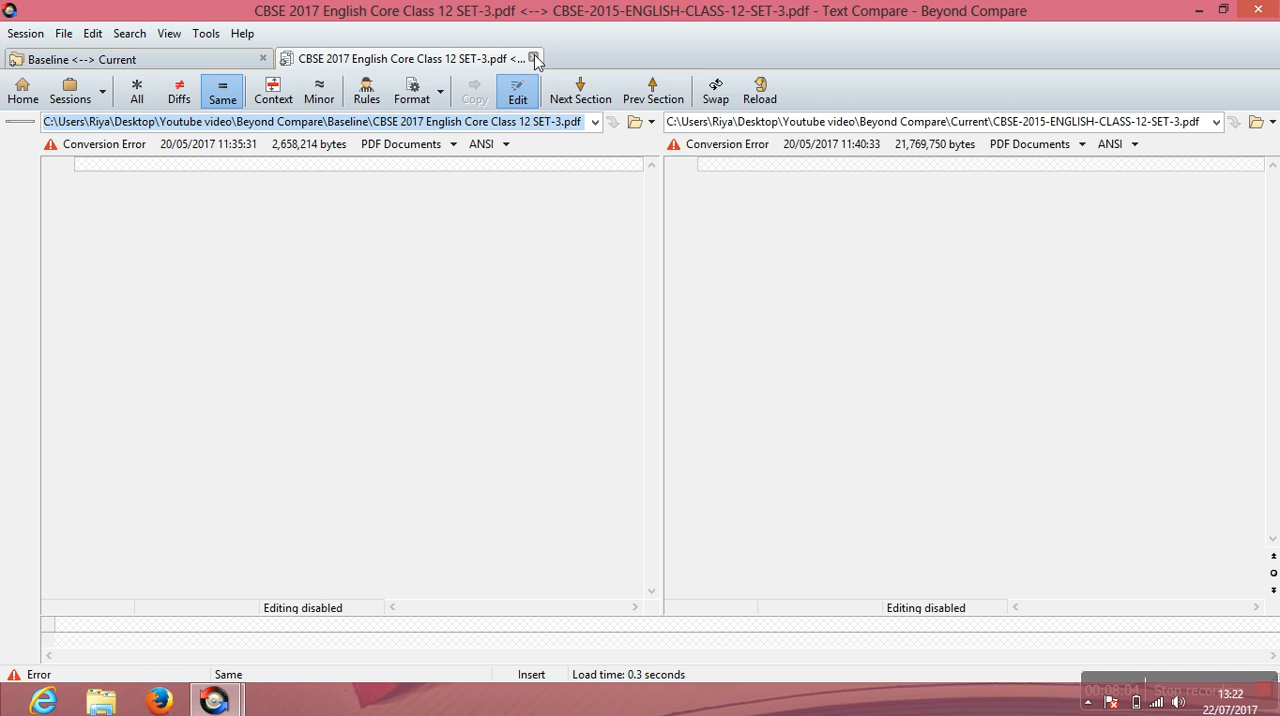 CBSE 2017 English Core Class 12 SET-3.pdf <--> CBSE-2015-ENGLISH-CLASS-12-SET-3.pdf - Text Compare - Beyond Compare
Session File Edit Search View Tools Help
Baseline <--> Current CBSE 2017 English Core Class 12 SET-3.pdf <...
Home Sessions All Diffs Same Context Minor Rules Format Copy Edit Next Section Prev Section Swap Reload
C:\Users\Riya\Desktop\Youtube video\Beyond Compare\Baseline\CBSE 2017 English Core Class 12 SET-3.pdf C:\Users\Riya\Desktop\Youtube video\Beyond Compare\Current\CBSE-2015-ENGLISH-CLASS-12-SET-3.pdf
Conversion Error 20/05/2017 11:35:31 2,658,214 bytes PDF Documents ANSI Conversion Error 20/05/2017 11:40:33 21,769,750 bytes PDF Documents ANSI
Editing disabled Editing disabled
Error Same Insert Load time: 0.3 seconds
00:08:04 Stop
13:22
22/07/2017